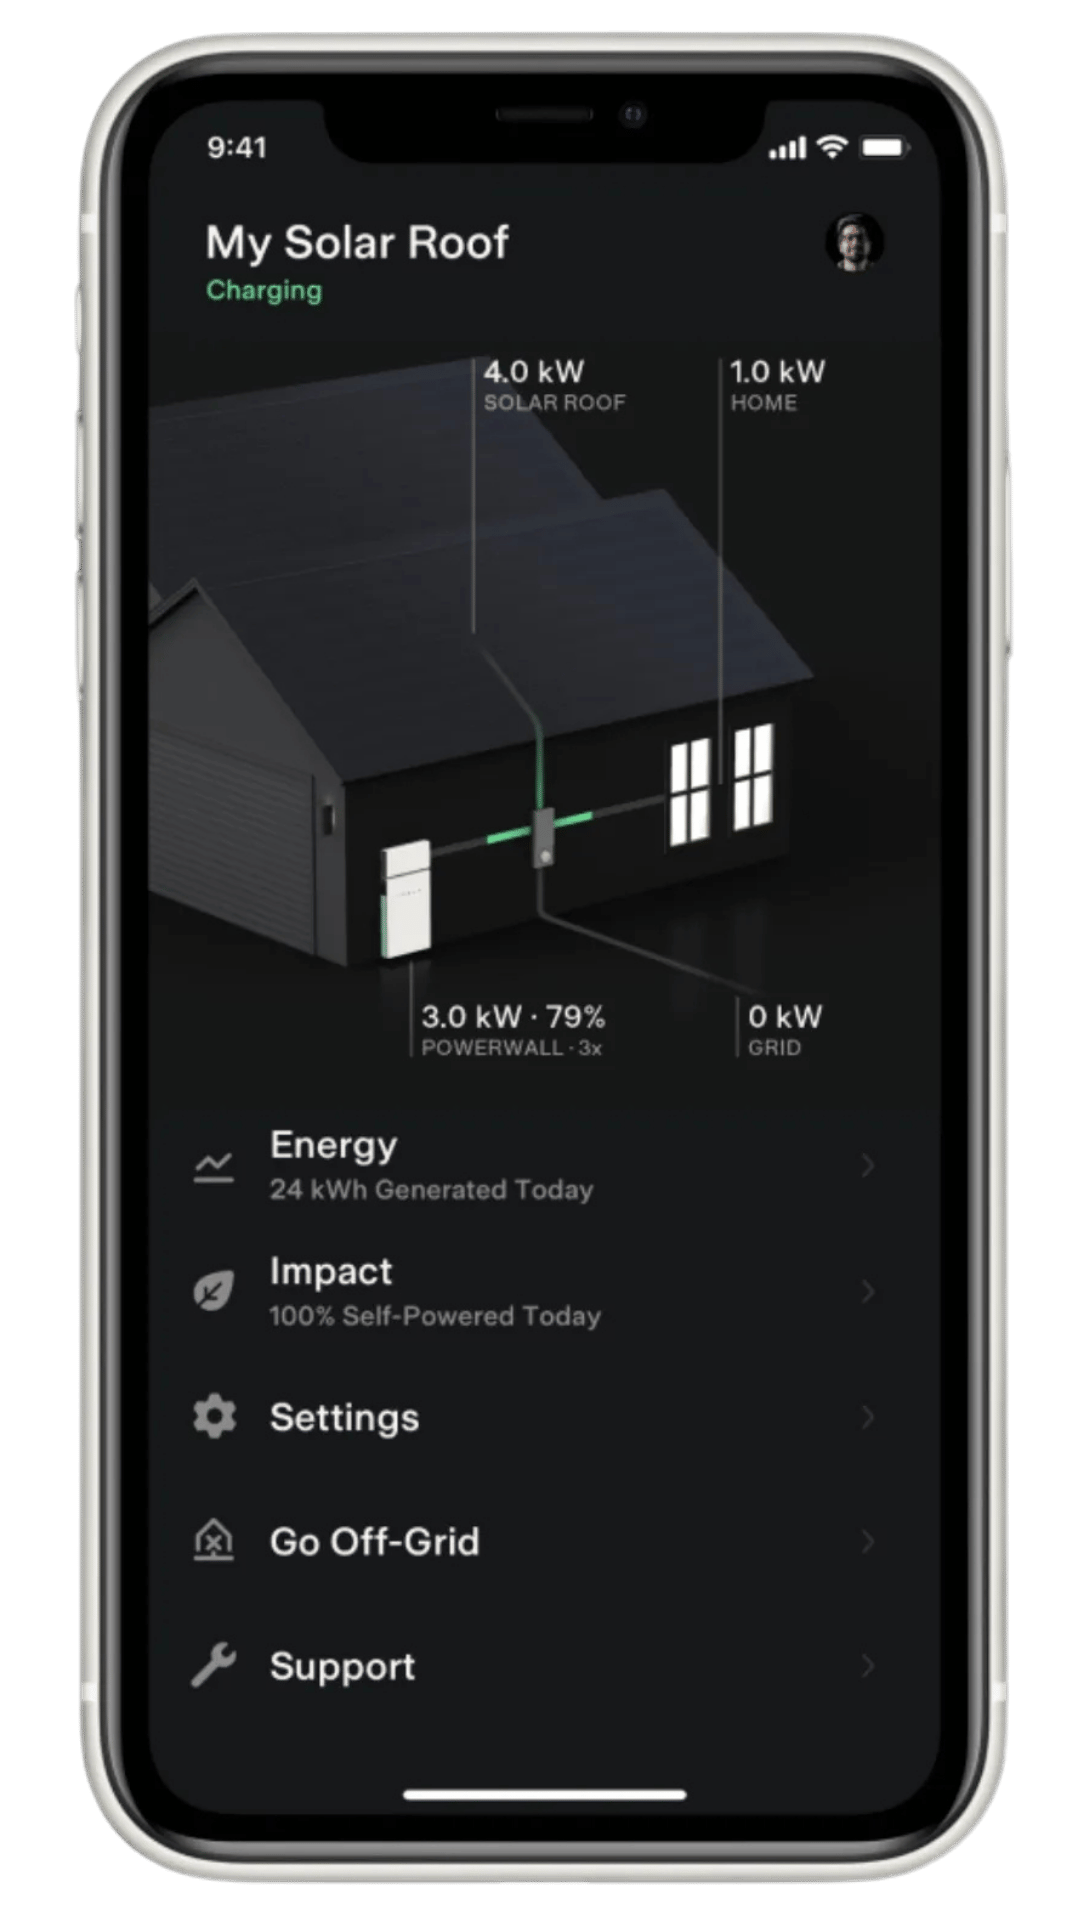 9:41
My Solar Roof
Charging
4.0 kW
SOLAR ROOF
1.0 kW
HOME
3.0 kW · 79%
POWERWALL · 3x
0 kW
GRID
Energy
24 kWh Generated Today
Impact
100% Self-Powered Today
Settings
Go Off-Grid
Support